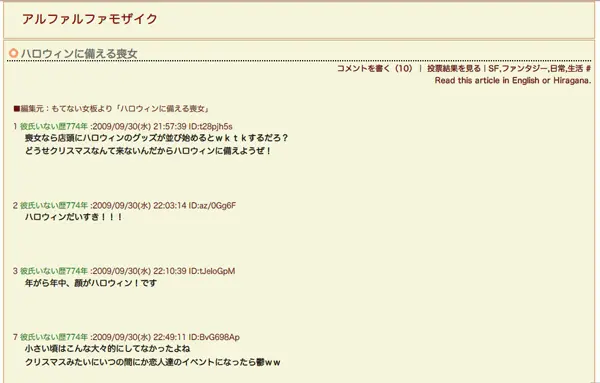 アルファルファモザイク
ハロウィンに備える喪女
コメントを書く（10）｜ 投票結果を見る | SF,ファンタジー,日常,生活 #
Read this article in English or Hiragana.
■編集元：もてない女板より「ハロウィンに備える喪女」
1 彼氏いない歴774年 :2009/09/30(水) 21:57:39 ID:t28pjh5s
喪女なら店頭にハロウィンのグッズが並び始めるとｗｋｔｋするだろ？
どうせクリスマスなんて来ないんだからハロウィンに備えようぜ！
2 彼氏いない歴774年 :2009/09/30(水) 22:03:14 ID:az/0Gg6F
ハロウィンだいすき！！！
3 彼氏いない歴774年 :2009/09/30(水) 22:10:39 ID:tJeloGpM
年がら年中、顔がハロウィン！です
7 彼氏いない歴774年 :2009/09/30(水) 22:49:11 ID:BvG698Ap
小さい頃はこんな大々的にしてなかったよね
クリスマスみたいにいつの間にか恋人達のイベントになったら鬱ｗｗ